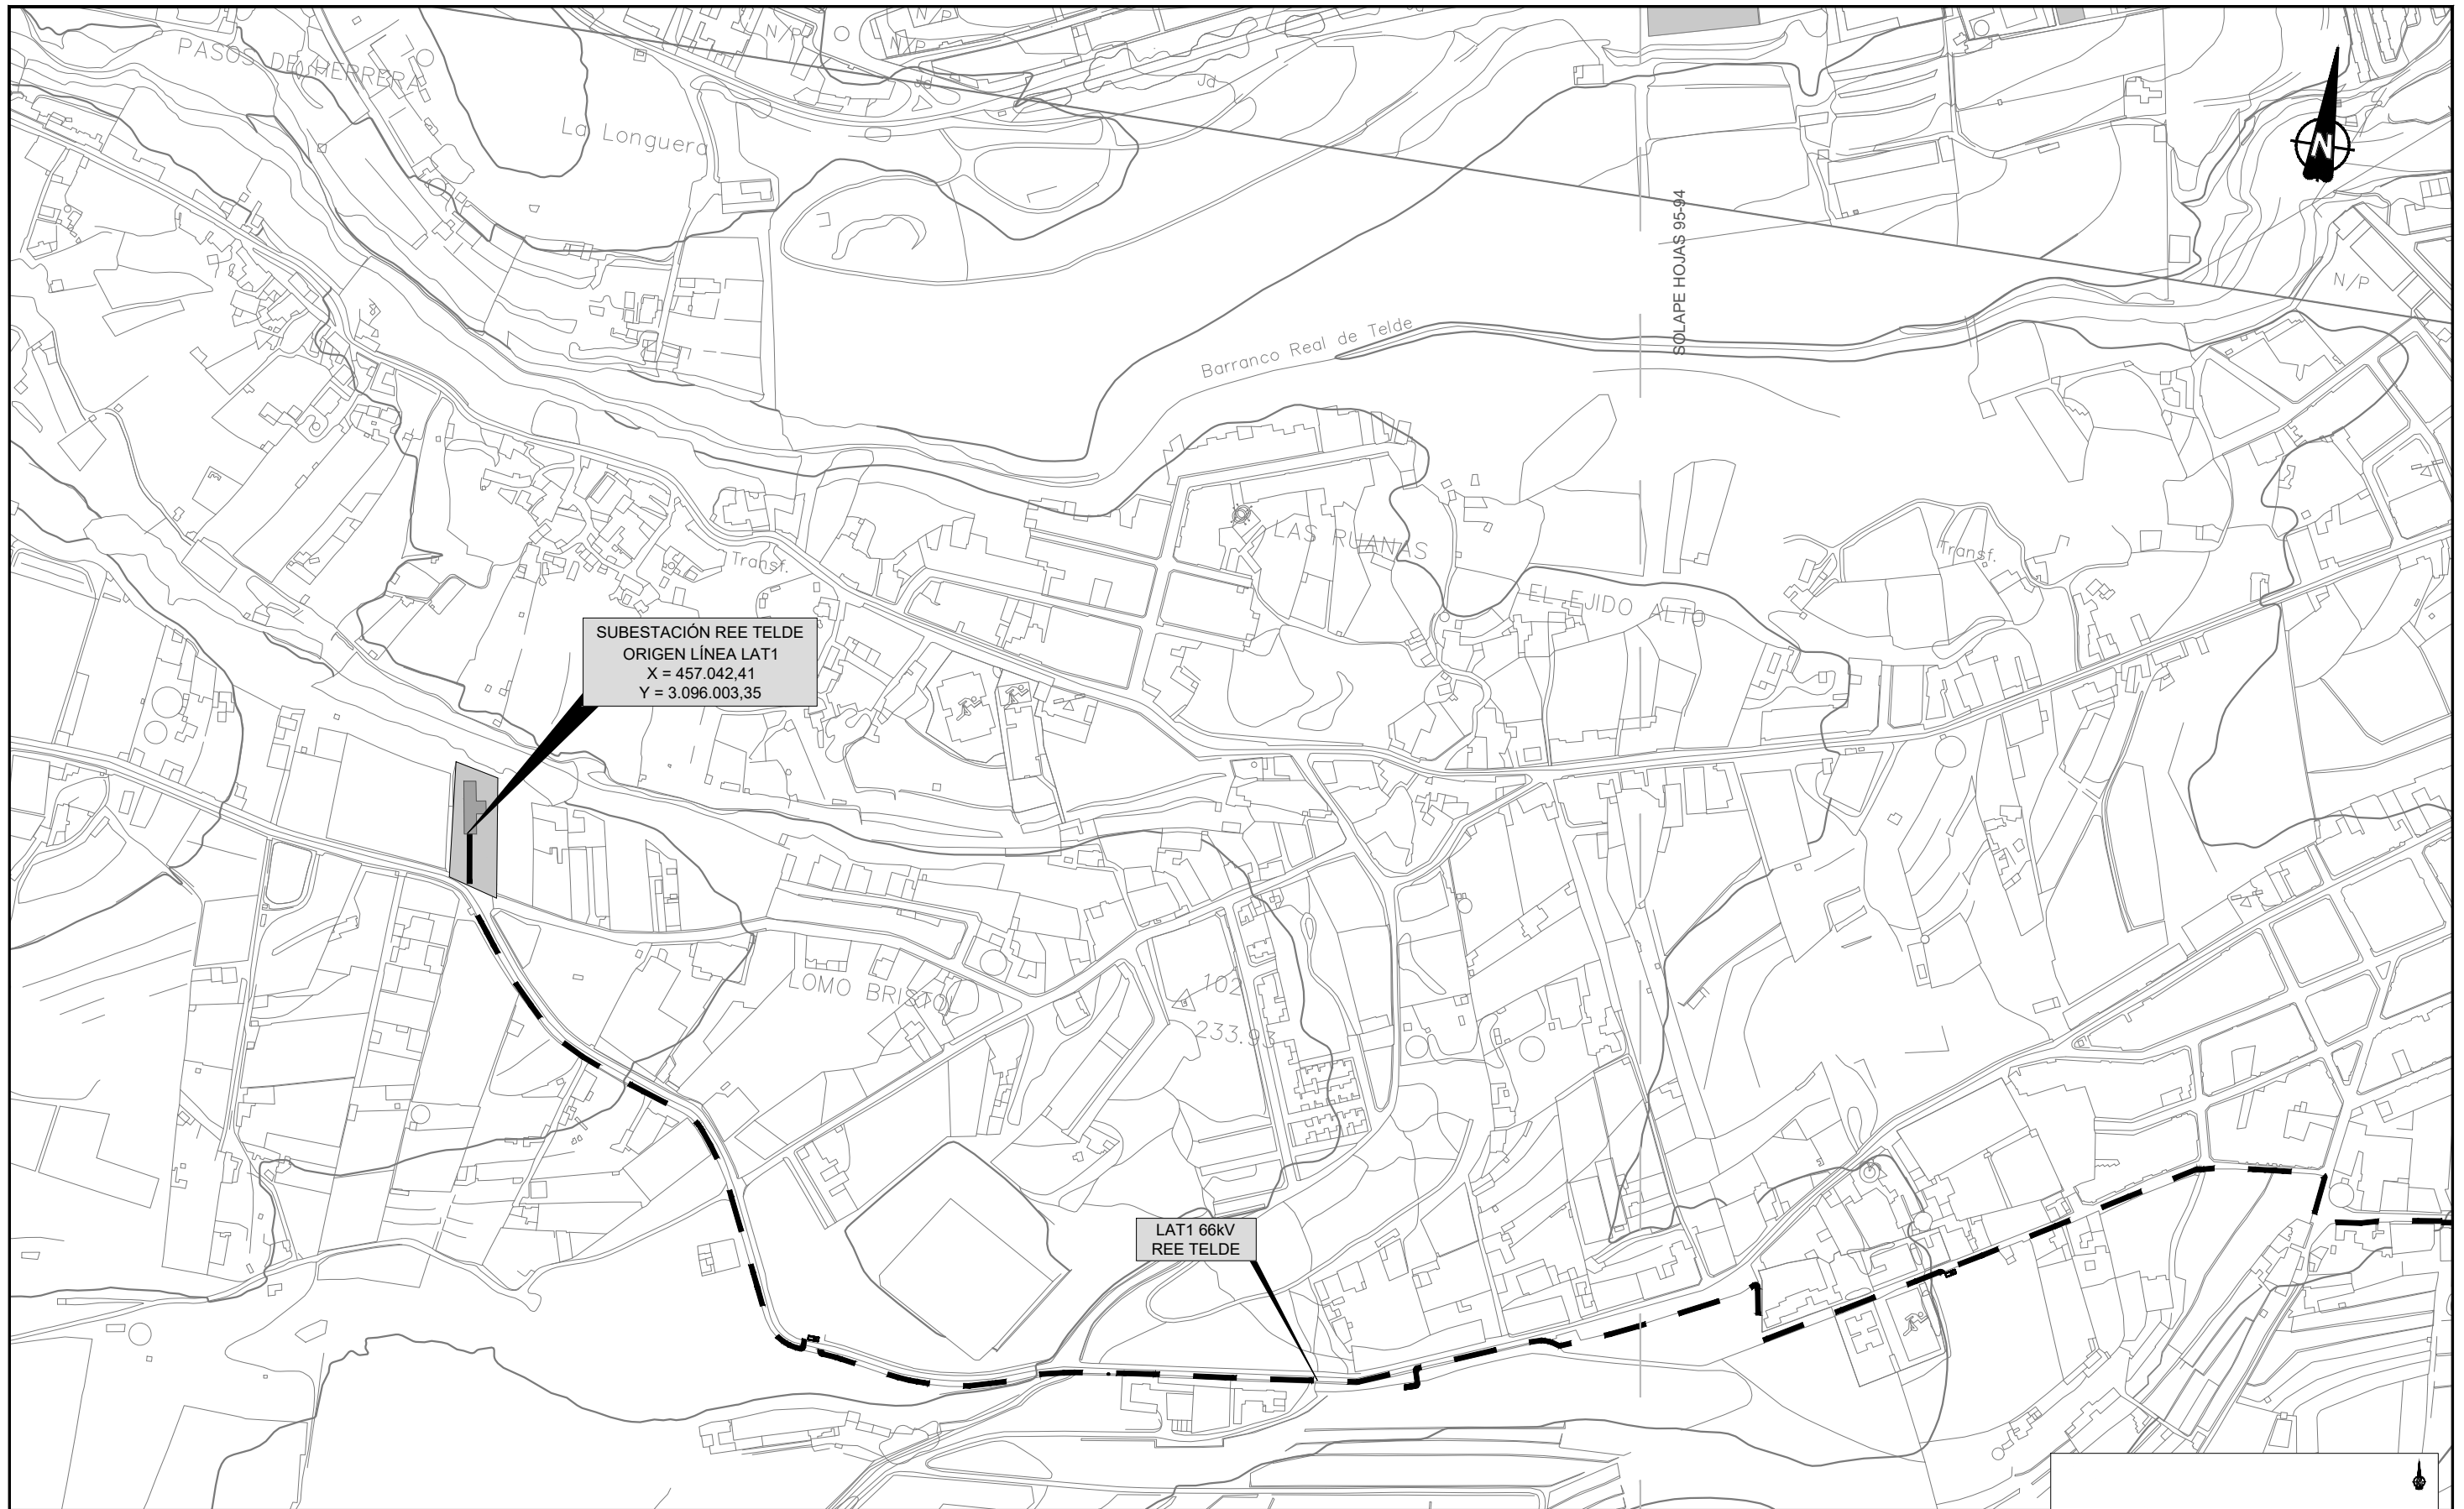 N/P
Jd
PASOS DE HERRERA
N/P
N/P
Jd
Jd
La Longuera
N
SOLAPE HOJAS 95-94
N/P
Barranco Real de Telde
LAS RUANAS
Transf.
Transf.
EL EJIDO ALTO
SUBESTACIÓN REE TELDE
ORIGEN LÍNEA LAT1
X = 457.042,41
Y = 3.096.003,35
LOMO BRISTOL
102
233.93
LAT1 66kV
REE TELDE